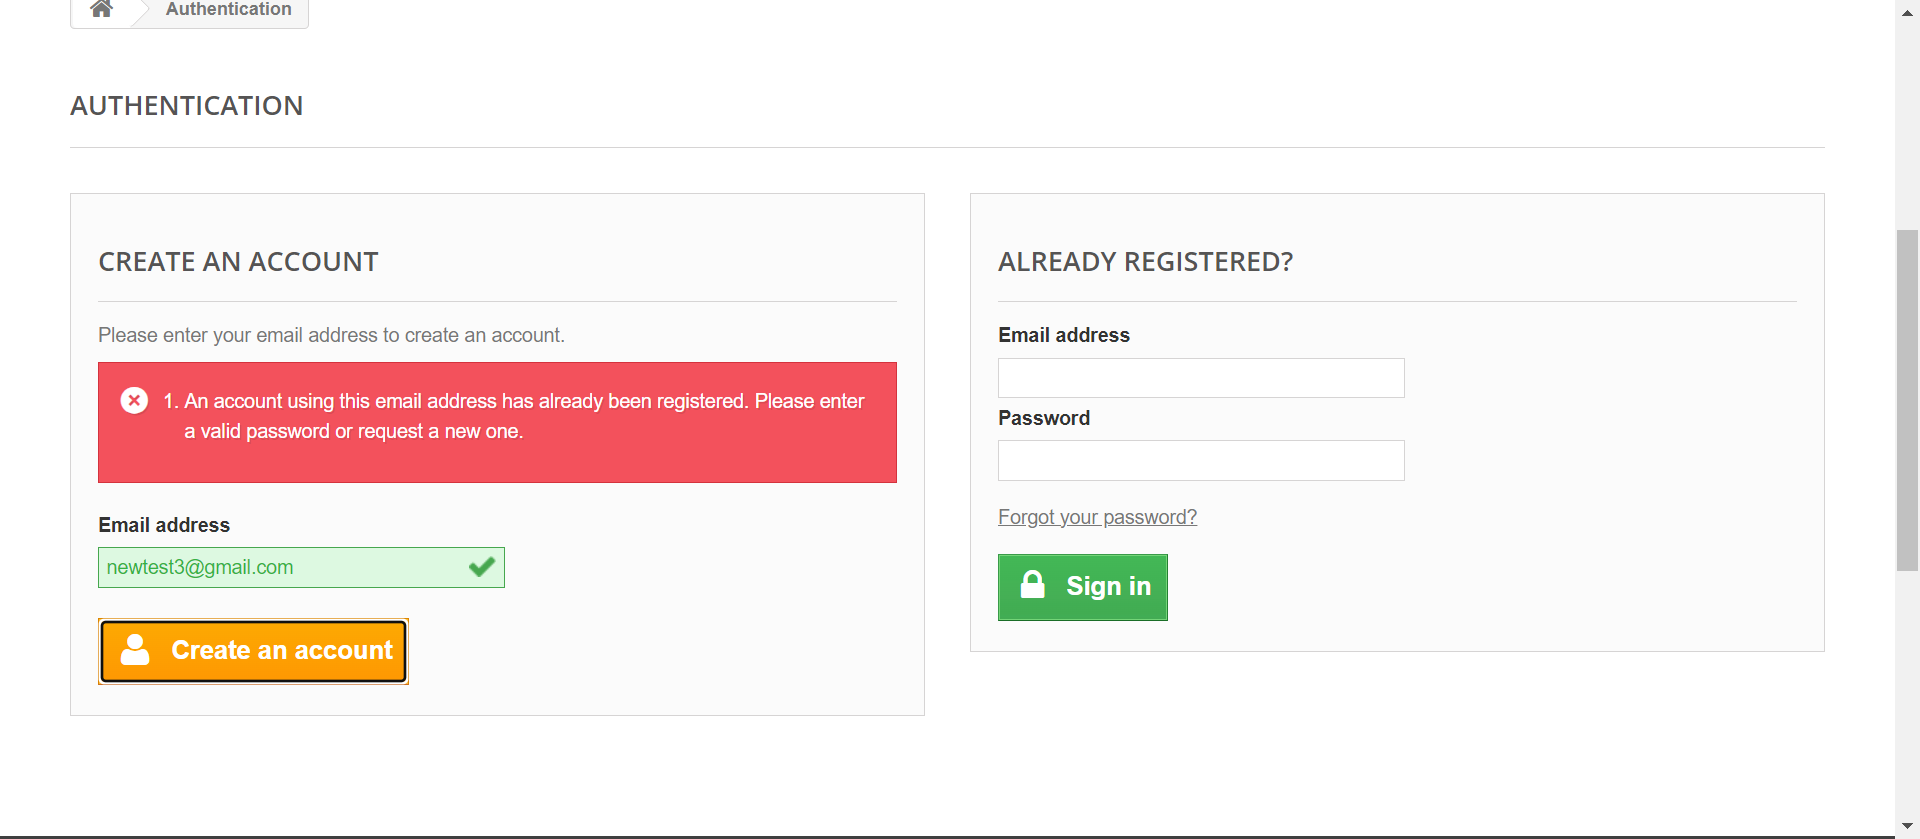 Authentication
AUTHENTICATION
CREATE AN ACCOUNT
Please enter your email address to create an account.
1. An account using this email address has already been registered. Please enter
a valid password or request a new one.
Email address
newtest3@gmail.com
Create an account
ALREADY REGISTERED?
Email address
Password
Forgot your password?
Sign in